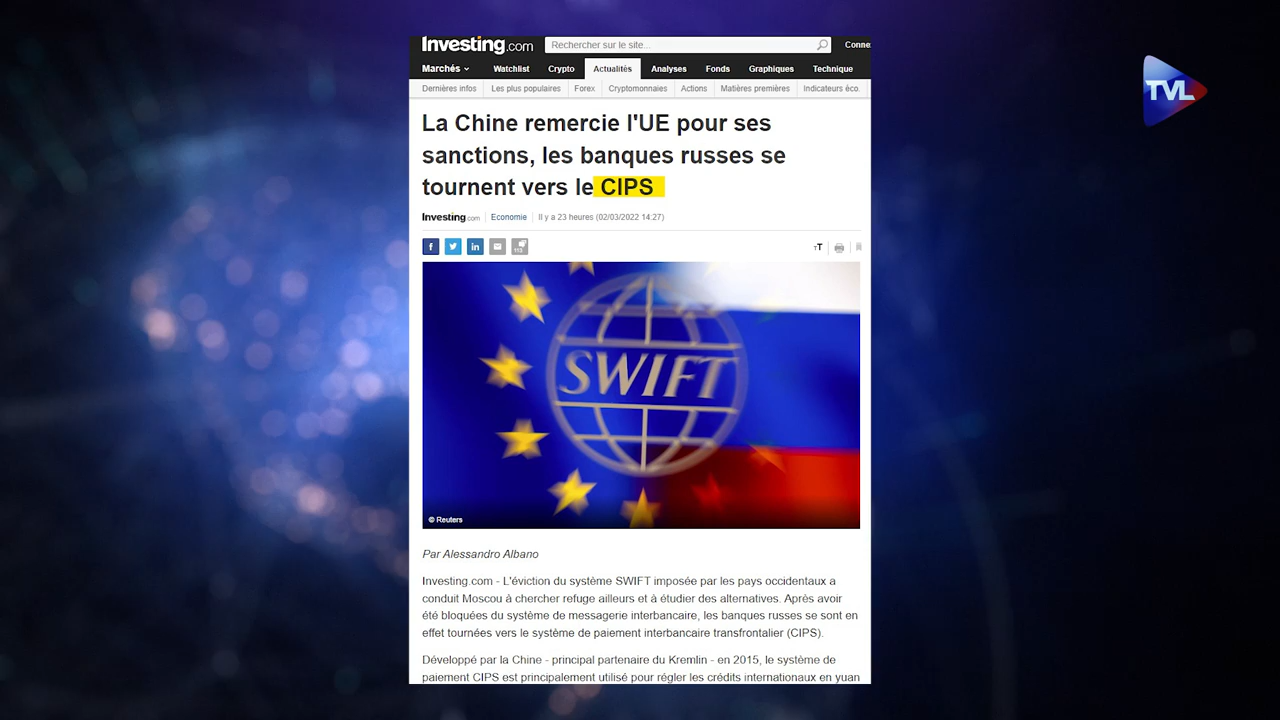 Investing.com
Rechercher sur le site...
Conne
Marchés
Watchlist
Crypto
Actualités
Analyses
Fonds
Graphiques
Technique
Dernières infos
Les plus populaires
Forex
Cryptomonnaies
Actions
Matières premières
Indicateurs éco.
TVL
La Chine remercie l'UE pour ses
sanctions, les banques russes se
tournent vers le CIPS
Investing.com
Economie
Il y a 23 heures (02/03/2022 14:27)
f
in
113
TT
SWIFT
© Reuters
Par Alessandro Albano
Investing.com - L'éviction du système SWIFT imposée par les pays occidentaux a
conduit Moscou à chercher refuge ailleurs et à étudier des alternatives. Après avoir
été bloquées du système de messagerie interbancaire, les banques russes se sont en
effet tournées vers le système de paiement interbancaire transfrontalier (CIPS).
Développé par la Chine - principal partenaire du Kremlin - en 2015, le système de
paiement CIPS est principalement utilisé pour régler les crédits internationaux en yuan